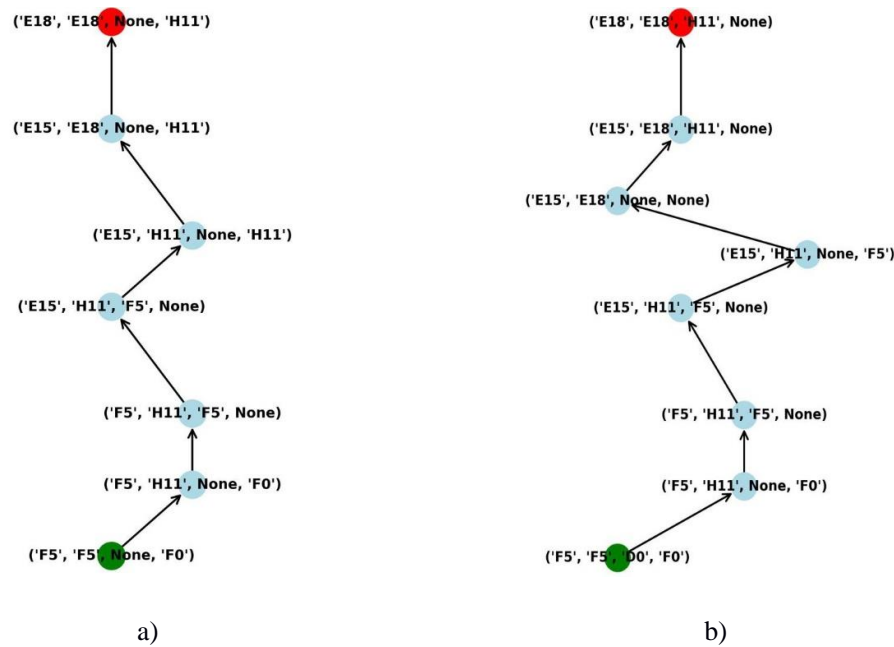 ('E18', 'E18', None, 'H11')
('E15', 'E18', None, 'H11')
('E15', 'H11', None, 'H11')
('E15', 'H11', 'F5', None)
('F5', 'H11', 'F5', None)
('F5', 'H11', None, 'F0')
('F5', 'F5', None, 'F0')
a)
('E18', 'E18', 'H11', None)
('E15', 'E18', 'H11', None)
('E15', 'E18', None, None)
('E15', 'H11', None, 'F5')
('E15', 'H11', 'F5', None)
('F5', 'H11', 'F5', None)
('F5', 'H11', None, 'F0')
('F5', 'F5', 'D0', 'F0')
b)